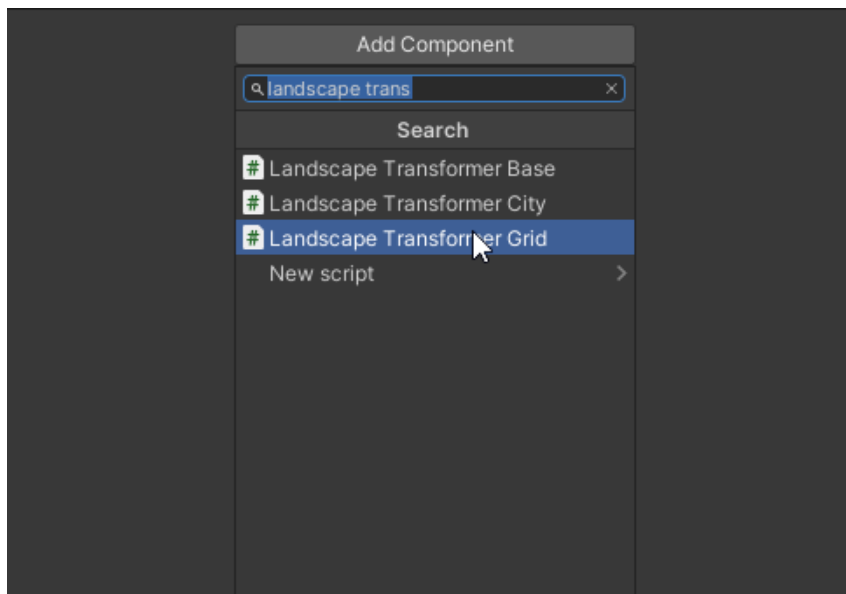 Add Component
landscape trans
Search
# Landscape Transformer Base
# Landscape Transformer City
# Landscape Transformer Grid
New script